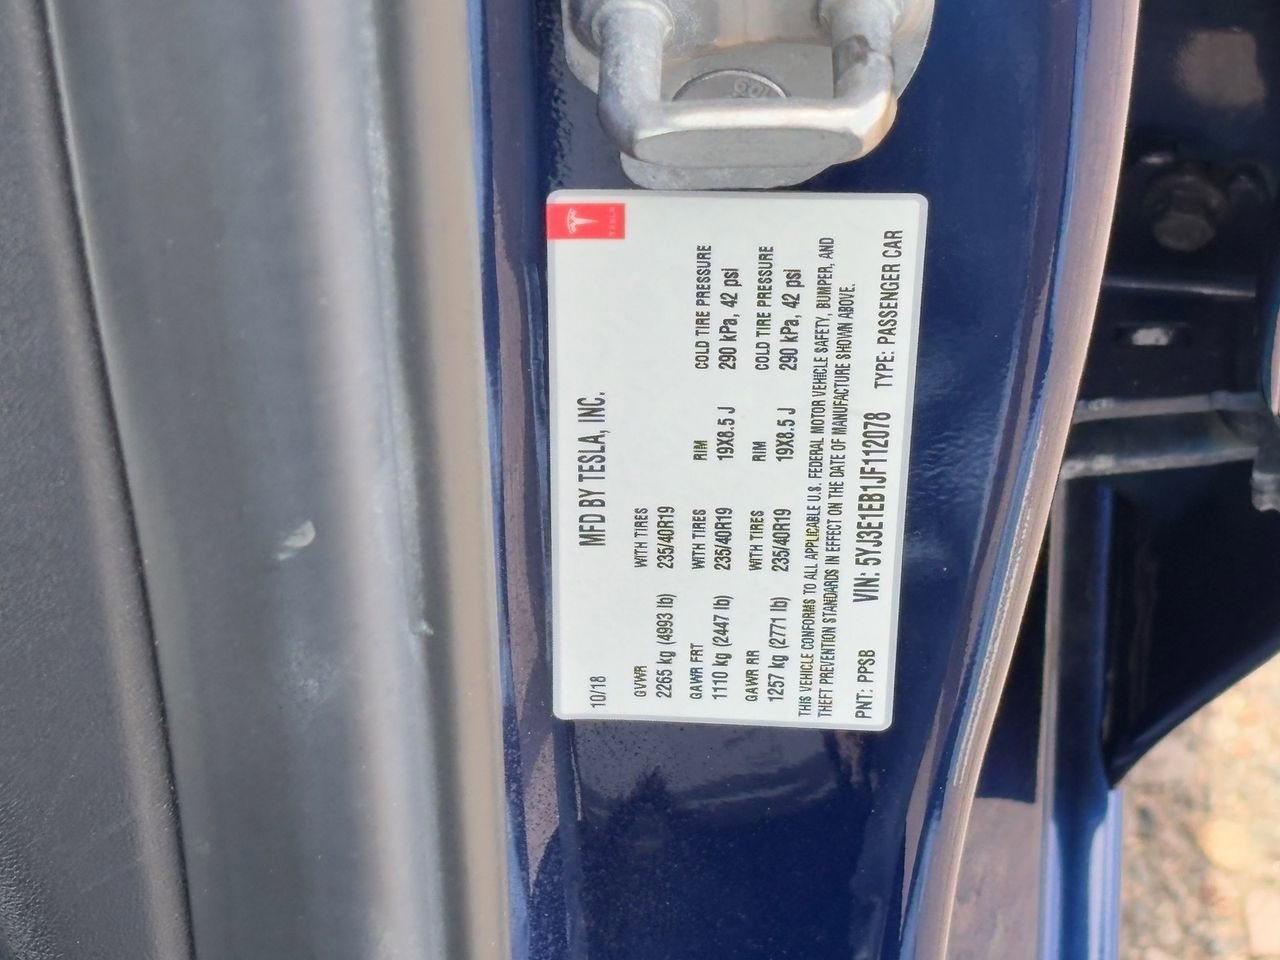 TESLA
MFD BY TESLA, INC.
10/18
GVWR WITH TIRES
2265 kg (4993 lb) 235/40R19
GAWR FRT WITH TIRES RIM COLD TIRE PRESSURE
1110 kg (2447 lb) 235/40R19 19X8.5 J 290 kPa, 42 psi
GAWR RR WITH TIRES RIM COLD TIRE PRESSURE
1257 kg (2771 lb) 235/40R19 19X8.5 J 290 kPa, 42 psi
THIS VEHICLE CONFORMS TO ALL APPLICABLE U.S. FEDERAL MOTOR VEHICLE SAFETY, BUMPER, AND
THEFT PREVENTION STANDARDS IN EFFECT ON THE DATE OF MANUFACTURE SHOWN ABOVE.
PNT: PPSB VIN: 5YJ3E1EB1JF112078 TYPE: PASSENGER CAR